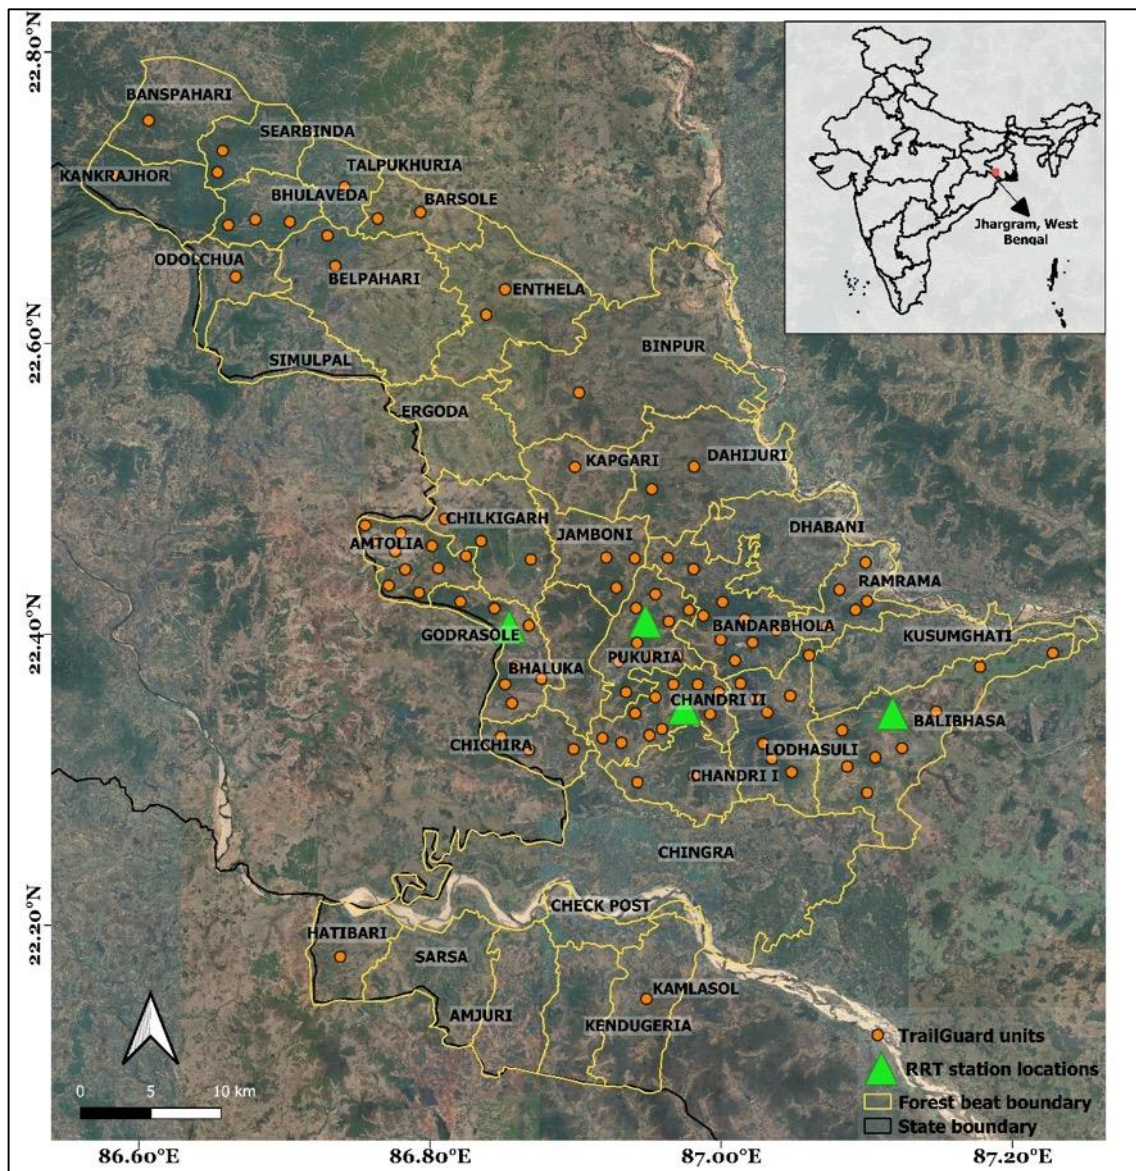 22.80°N
22.60°N
22.40°N
22.20°N
BANSPAHARI
SEARBINDA
KANKRAJHOR
TALPUKHURIA
BHULAVEDA
BARSOLE
ODOLCHUA
BELPAHARI
ENTHELA
SIMULPAL
BINPUR
ERGODA
KAPGARI
DAHIJURI
CHILKIGARH
AMTOLIA
JAMBONI
DHABANI
RAMRAMA
GODRASOLE
BANDARBHOLA
KUSUMGHATI
BHALUKA
PUKURIA
CHANDRI II
BALIBHASA
CHICHIRA
LODHASULI
CHANDRI I
CHINGRA
CHECK POST
HATIBARI
SARSA
KAMLASOL
AMJURI
KENDUGERIA
Jhargram, West
Bengal
TrailGuard units
RRT station locations
Forest beat boundary
State boundary
0 5 10 km
86.60°E 86.80°E 87.00°E 87.20°E